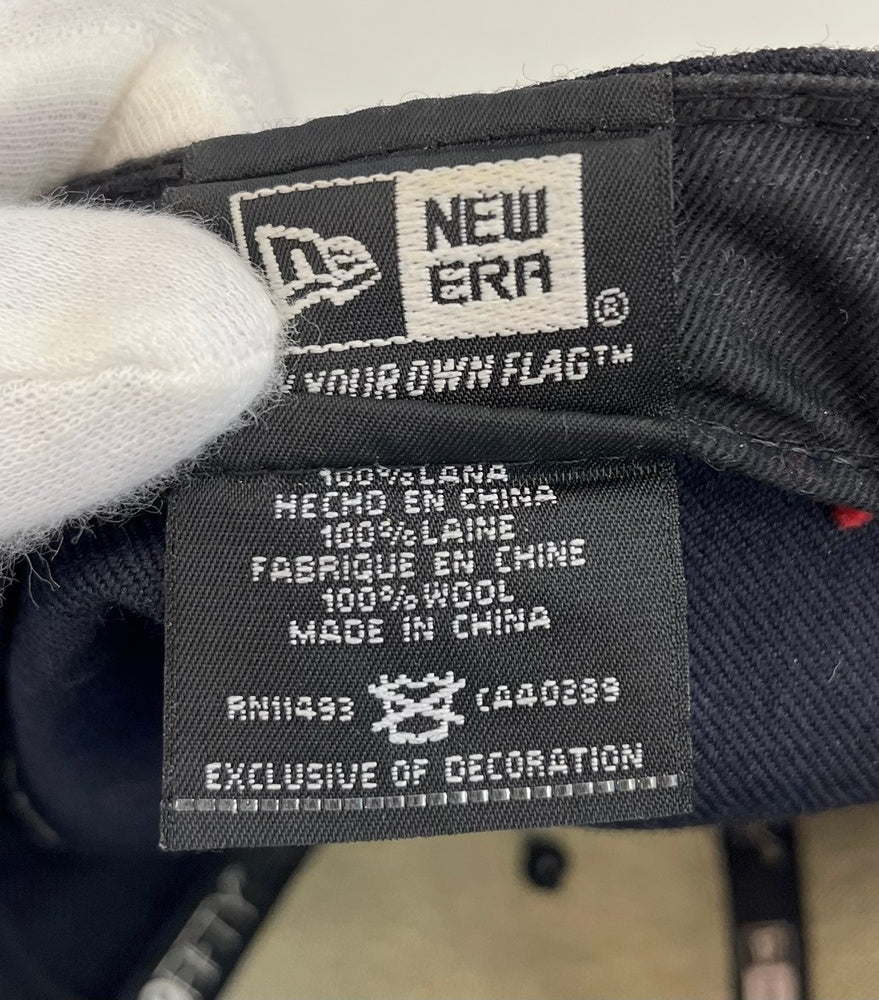 NEW
ERA
®
YOUR OWN FLAG™
100% LANA
HECHO EN CHINA
100% LAINE
FABRIQUE EN CHINE
100% WOOL
MADE IN CHINA
RN11493 CA40289
EXCLUSIVE OF DECORATION